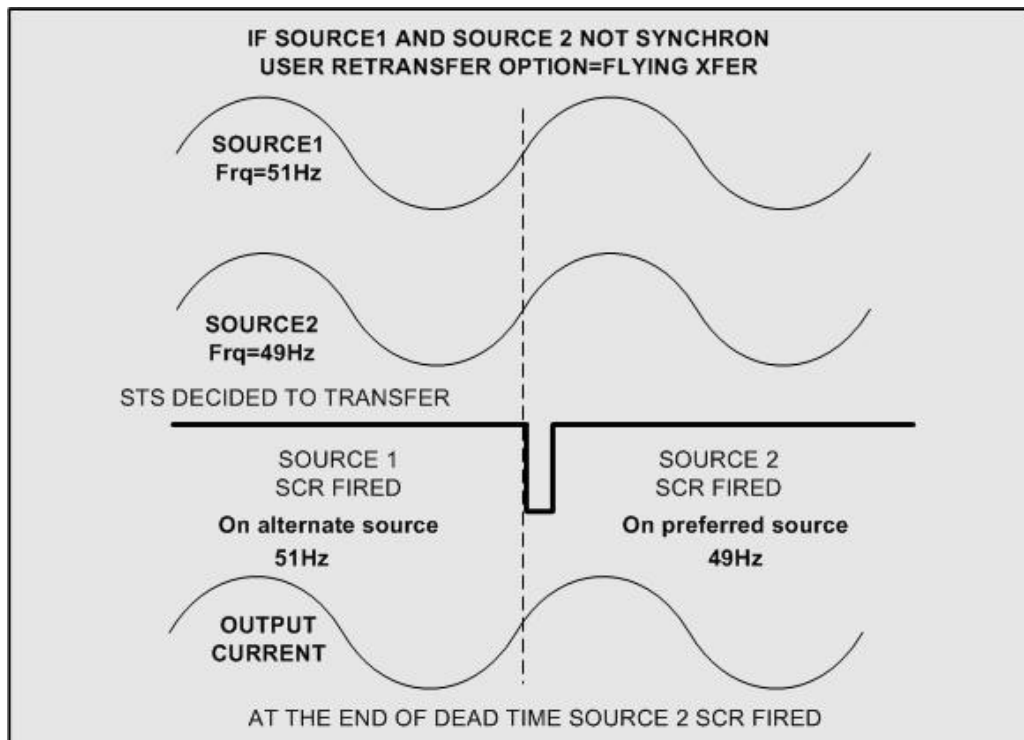 IF SOURCE1 AND SOURCE 2 NOT SYNCHRON
USER RETRANSFER OPTION=FLYING XFER
SOURCE1
Frq=51Hz
SOURCE2
Frq=49Hz
STS DECIDED TO TRANSFER
SOURCE 1
SCR FIRED
On alternate source
51Hz
SOURCE 2
SCR FIRED
On preferred source
49Hz
OUTPUT
CURRENT
AT THE END OF DEAD TIME SOURCE 2 SCR FIRED